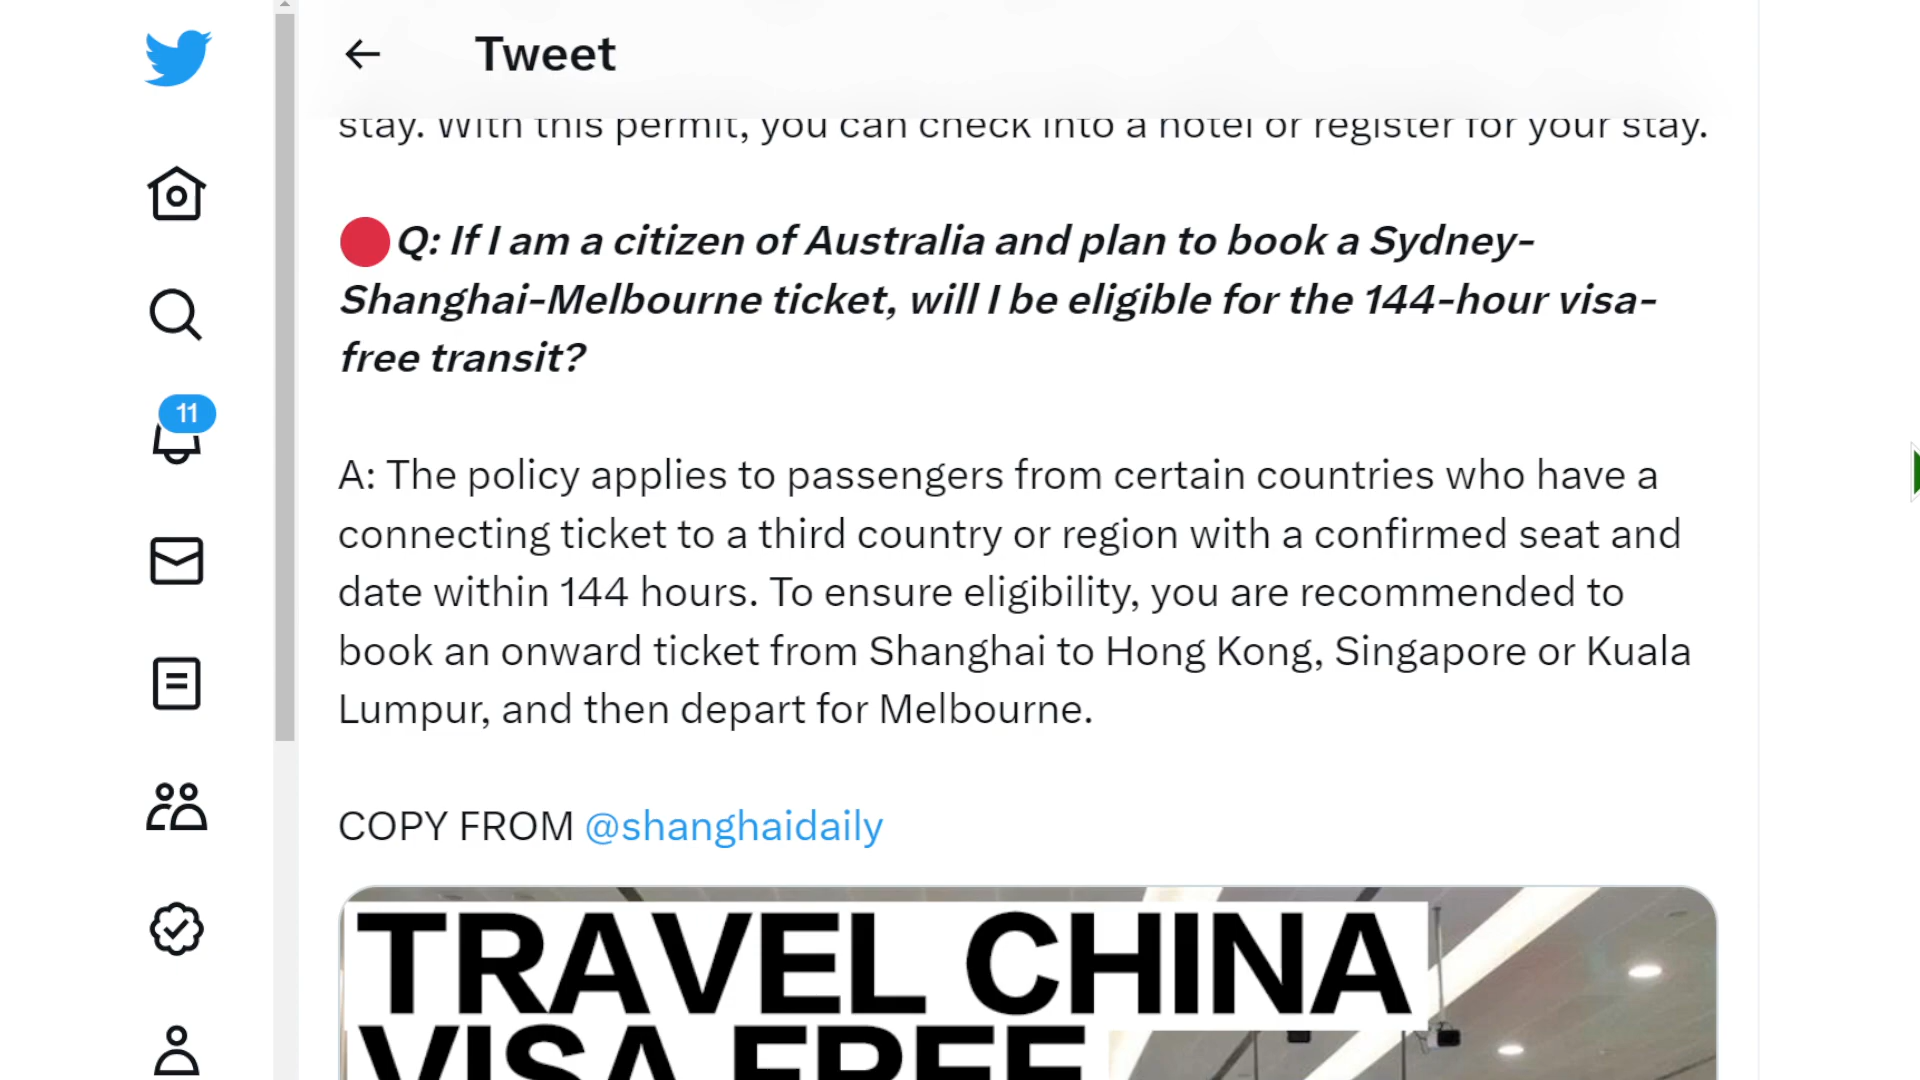 Tweet
stay. With this permit, you can check into a hotel or register for your stay.
Q: If I am a citizen of Australia and plan to book a Sydney-
Shanghai-Melbourne ticket, will I be eligible for the 144-hour visa-
free transit?
11
A: The policy applies to passengers from certain countries who have a
connecting ticket to a third country or region with a confirmed seat and
date within 144 hours. To ensure eligibility, you are recommended to
book an onward ticket from Shanghai to Hong Kong, Singapore or Kuala
Lumpur, and then depart for Melbourne.
COPY FROM @shanghaidaily
TRAVEL CHINA
VISA FREE